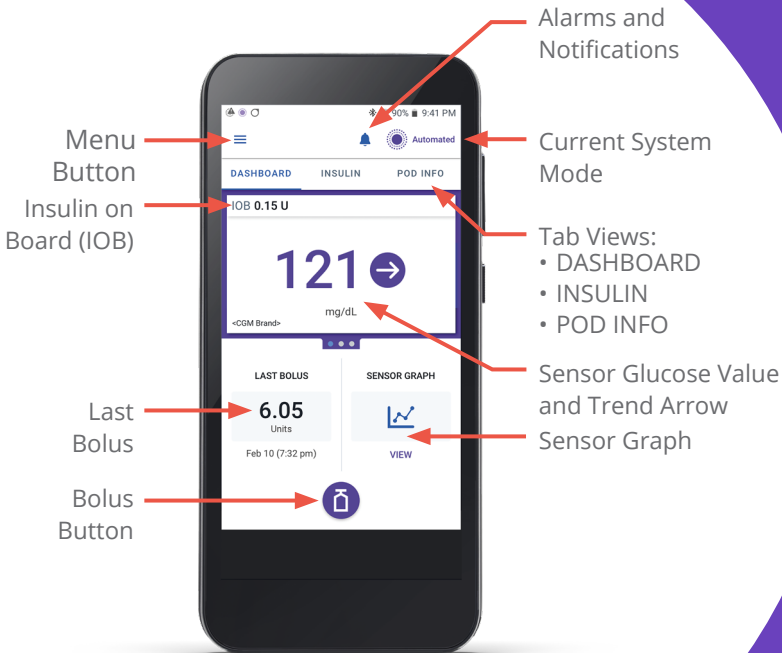 Alarms and
Notifications
90% 9:41 PM
Menu
Button
Automated
Current System
Mode
DASHBOARD INSULIN POD INFO
Insulin on
Board (IOB)
IOB 0.15 U
Tab Views:
• DASHBOARD
• INSULIN
• POD INFO
121
mg/dL
<CGM Brand>
Sensor Glucose Value
and Trend Arrow
LAST BOLUS SENSOR GRAPH
Last
Bolus
6.05
Units
Sensor Graph
Feb 10 (7:32 pm) VIEW
Bolus
Button